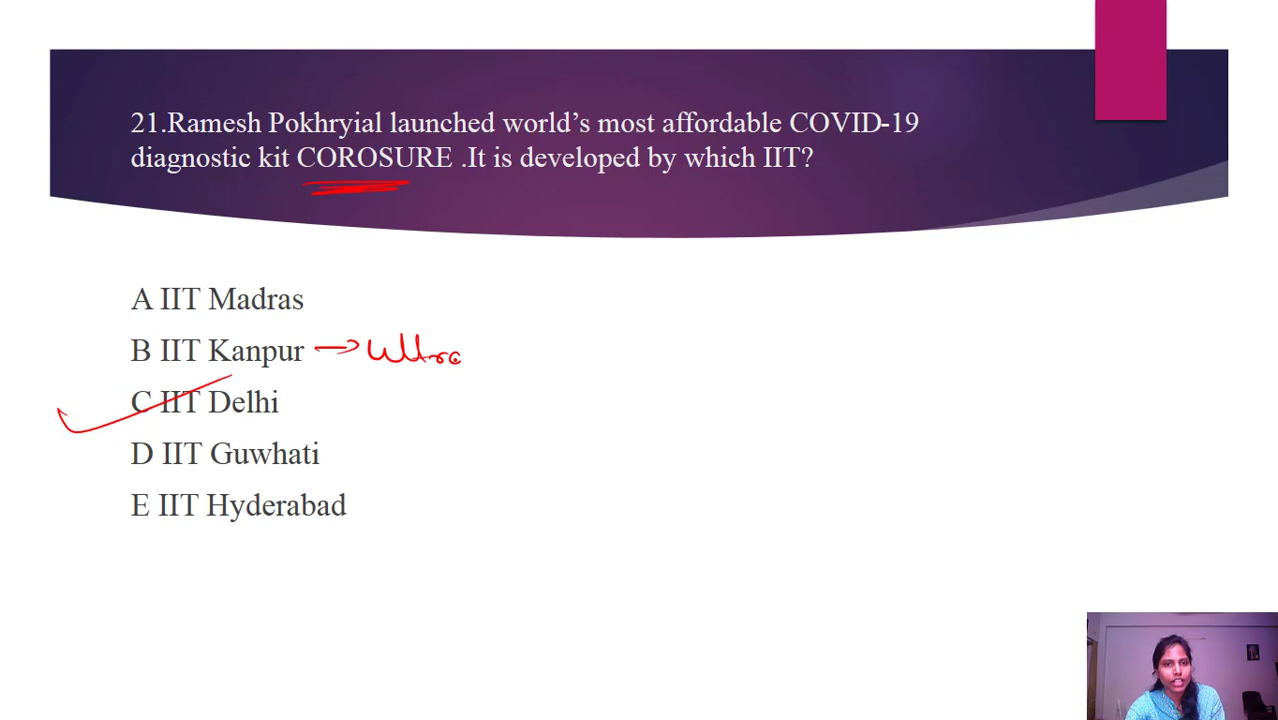 21.Ramesh Pokhryial launched world's most affordable COVID-19
diagnostic kit COROSURE .It is developed by which IIT?
A IIT Madras
B IIT Kanpur
C IIT Delhi
D IIT Guwhati
E IIT Hyderabad